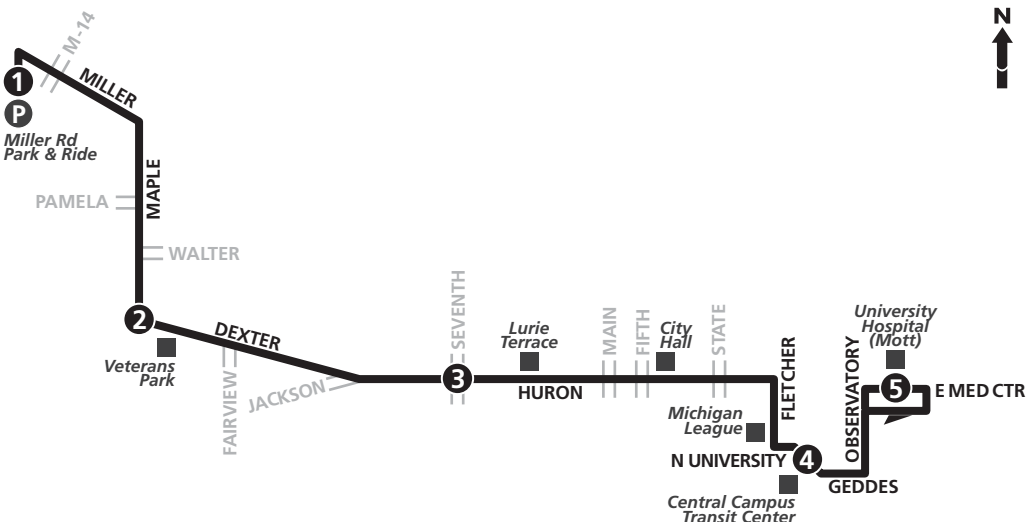 N
M-14
1
MILLER
P
Miller Rd
Park & Ride
MAPLE
PAMELA
WALTER
2
DEXTER
Veterans
Park
FAIRVIEW
JACKSON
SEVENTH
3
Lurie
Terrace
HURON
MAIN
FIFTH
City
Hall
STATE
FLETCHER
Michigan
League
N UNIVERSITY
4
Central Campus
Transit Center
GEDDES
OBSERVATORY
University
Hospital
(Mott)
5
E MED CTR